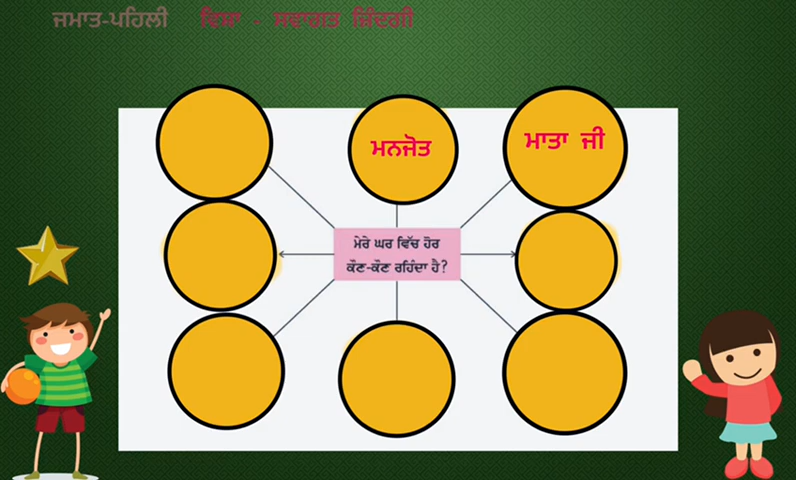 ਜਮਾਤ-ਪਹਿਲੀ ਵਿਸ਼ਾ - ਸਵਾਗਤ ਜ਼ਿੰਦਗੀ
ਮਨਜੋਤ
ਮਾਤਾ ਜੀ
ਮੇਰੇ ਘਰ ਵਿੱਚ ਹੋਰ
ਕੌਣ-ਕੌਣ ਰਹਿੰਦਾ ਹੈ?